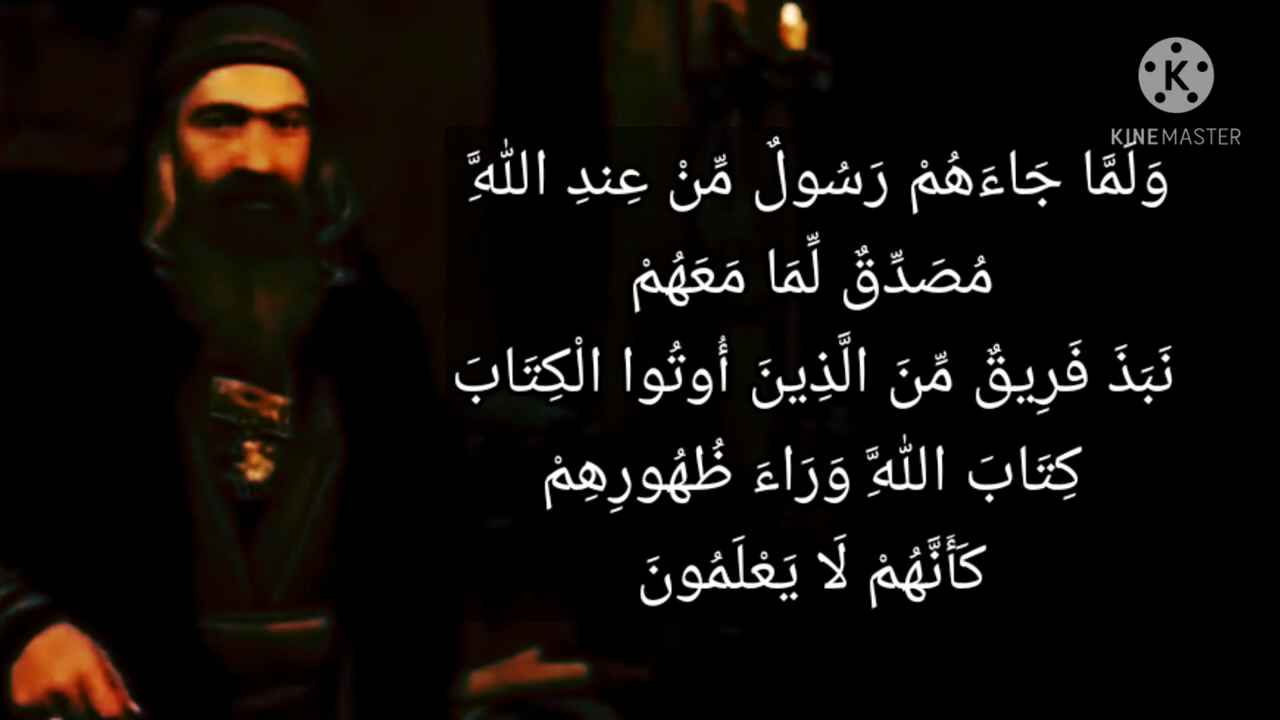 K
KINEMASTER
وَلَمَّا جَاءَهُمْ رَسُولٌ مِّنْ عِندِ اللَّهِ
مُصَدِّقٌ لِّمَا مَعَهُمْ
نَبَذَ فَرِيقٌ مِّنَ الَّذِينَ أُوتُوا الْكِتَابَ
كِتَابَ اللَّهِ وَرَاءَ ظُهُورِهِمْ
كَأَنَّهُمْ لَا يَعْلَمُونَ